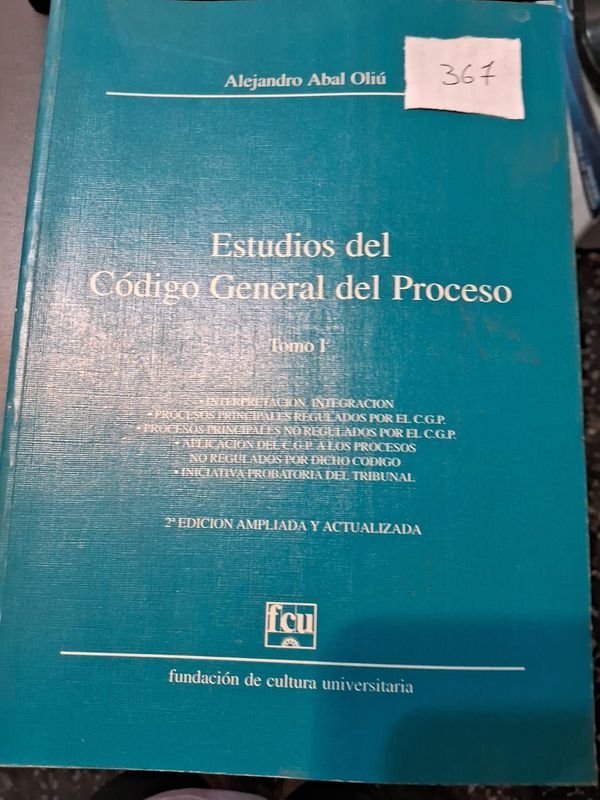 Alejandro Abal Oliú
367
Estudios del
Código General del Proceso
Tomo I
• INTERPRETACION, INTEGRACION
• PROCESOS PRINCIPALES REGULADOS POR EL C.G.P.
• PROCESOS PRINCIPALES NO REGULADOS POR EL C.G.P.
• APLICACION DEL C.G.P. A LOS PROCESOS
NO REGULADOS POR DICHO CODIGO
• INICIATIVA PROBATORIA DEL TRIBUNAL
2ª EDICION AMPLIADA Y ACTUALIZADA
fcu
fundación de cultura universitaria